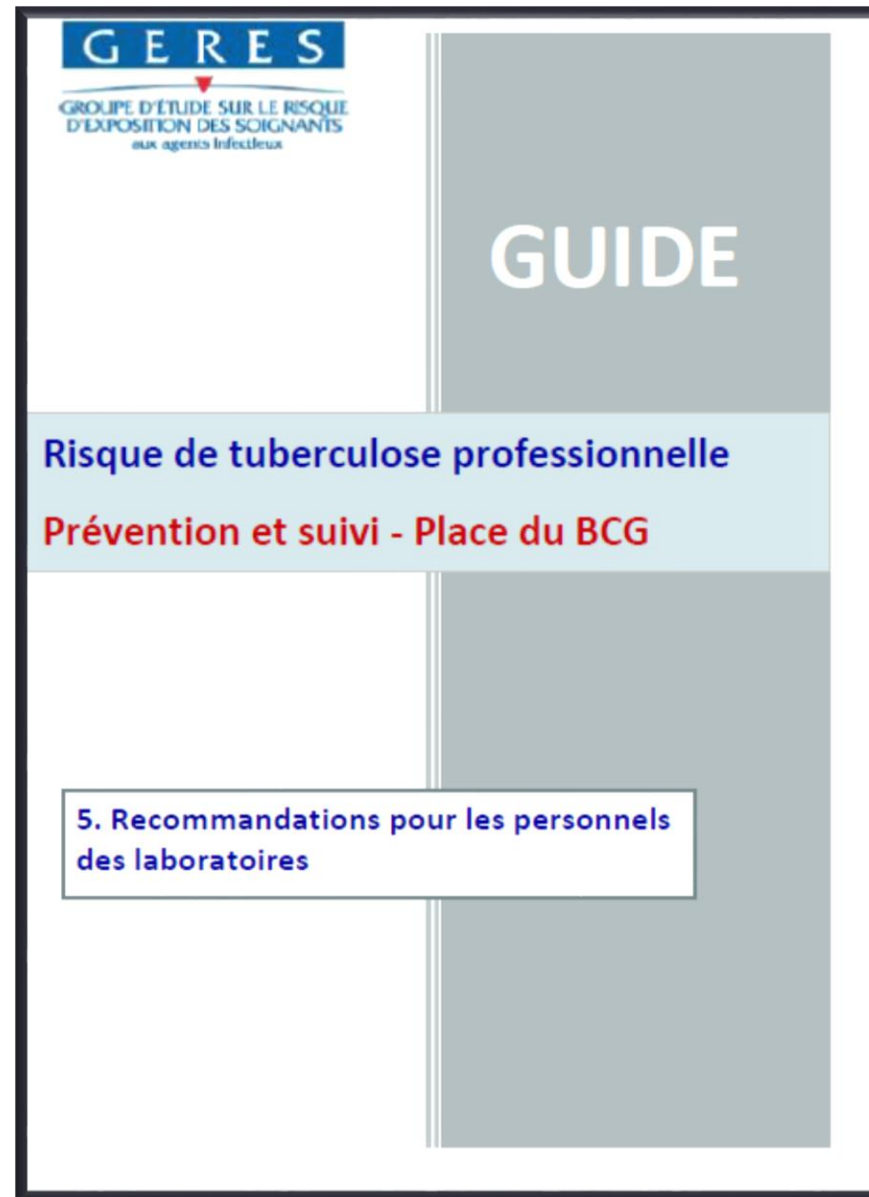 GERES
GROUPE D'ÉTUDE SUR LE RISQUE
D'EXPOSITION DES SOIGNANTS
aux agents Infectieux
GUIDE
Risque de tuberculose professionnelle
Prévention et suivi - Place du BCG
5. Recommandations pour les personnels
des laboratoires